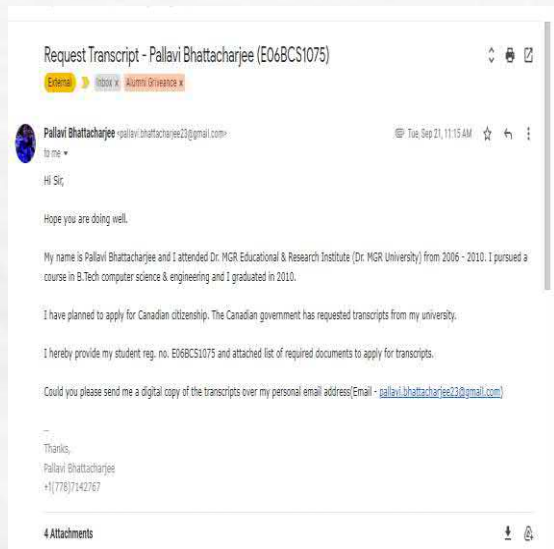 Request Transcript - Pallavi Bhattacharjee (E06BCS1075)
External Inbox x Alumni Griveance x
Pallavi Bhattacharjee <pallavi.bhattacharjee23@gmail.com> Tue, Sep 21, 11:15 AM
to me
Hi Sir,
Hope you are doing well.
My name is Pallavi Bhattacharjee and I attended Dr. MGR Educational & Research Institute (Dr. MGR University) from 2006 - 2010. I pursued a
course in B.Tech computer science & engineering and I graduated in 2010.
I have planned to apply for Canadian citizenship. The Canadian government has requested transcripts from my university.
I hereby provide my student reg. no. E06BCS1075 and attached list of required documents to apply for transcripts.
Could you please send me a digital copy of the transcripts over my personal email address(Email - pallavi.bhattacharjee23@gmail.com)
--
Thanks,
Pallavi Bhattacharjee
+1(778)7142767
4 Attachments